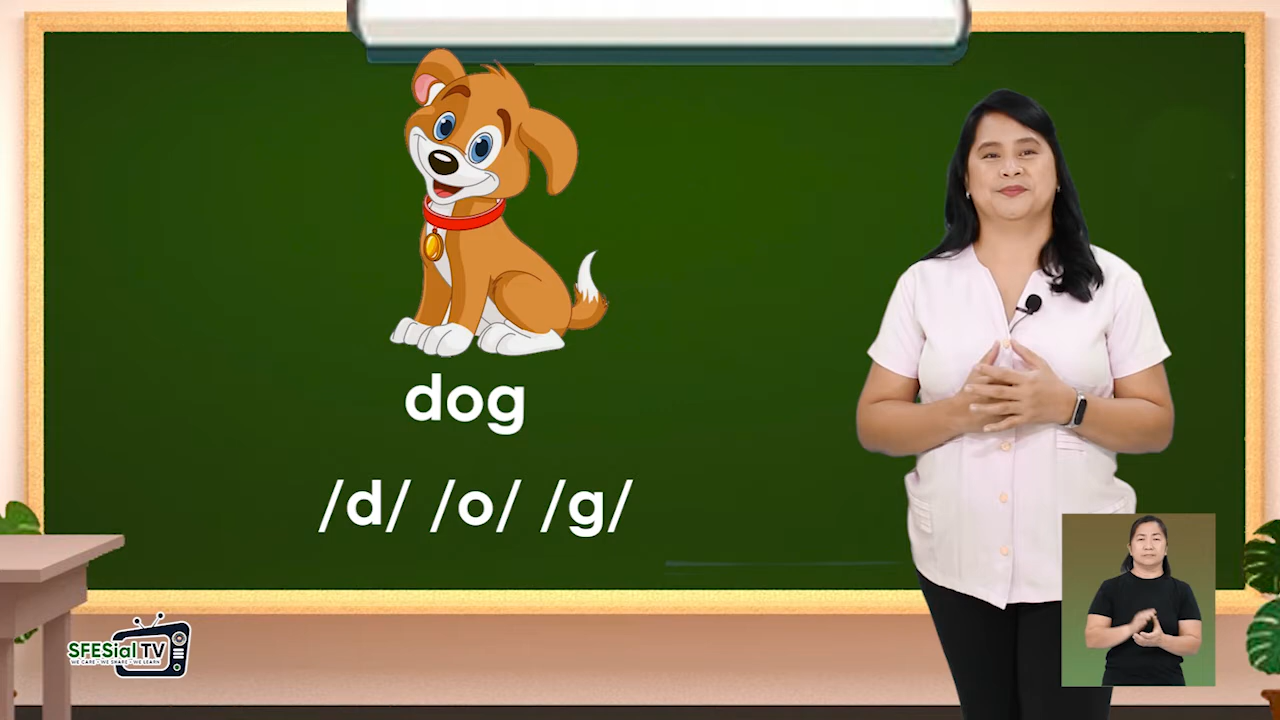 dog
/d/ /o/ /g/
SFESial TV
WE CARE • WE SHARE • WE LEARN